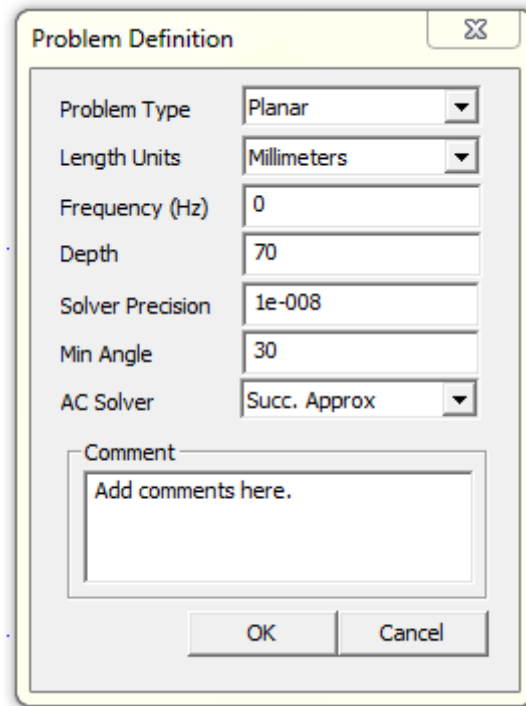 Problem Definition
Problem Type Planar
Length Units Millimeters
Frequency (Hz) 0
Depth 70
Solver Precision 1e-008
Min Angle 30
AC Solver Succ. Approx
Comment
Add comments here.
OK Cancel